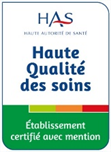 HAS
HAUTE AUTORITÉ DE SANTÉ
Haute
Qualité
des soins
Établissement
certifié avec mention